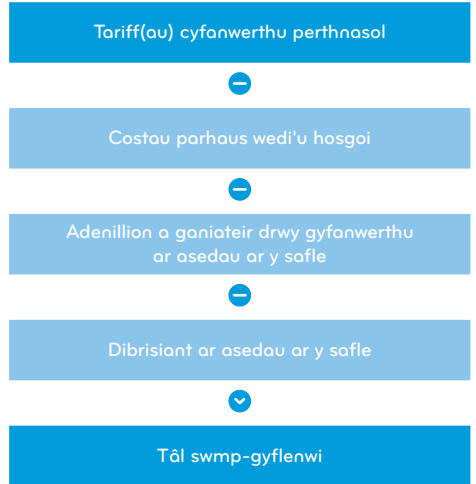 Tariff(au) cyfanwerthu perthnasol
Costau parhaus wedi'u hosgoi
Adenillion a ganiateir drwy gyfanwerthu
ar asedau ar y safle
Dibrisiant ar asedau ar y safle
Tâl swmp-gyflenwi